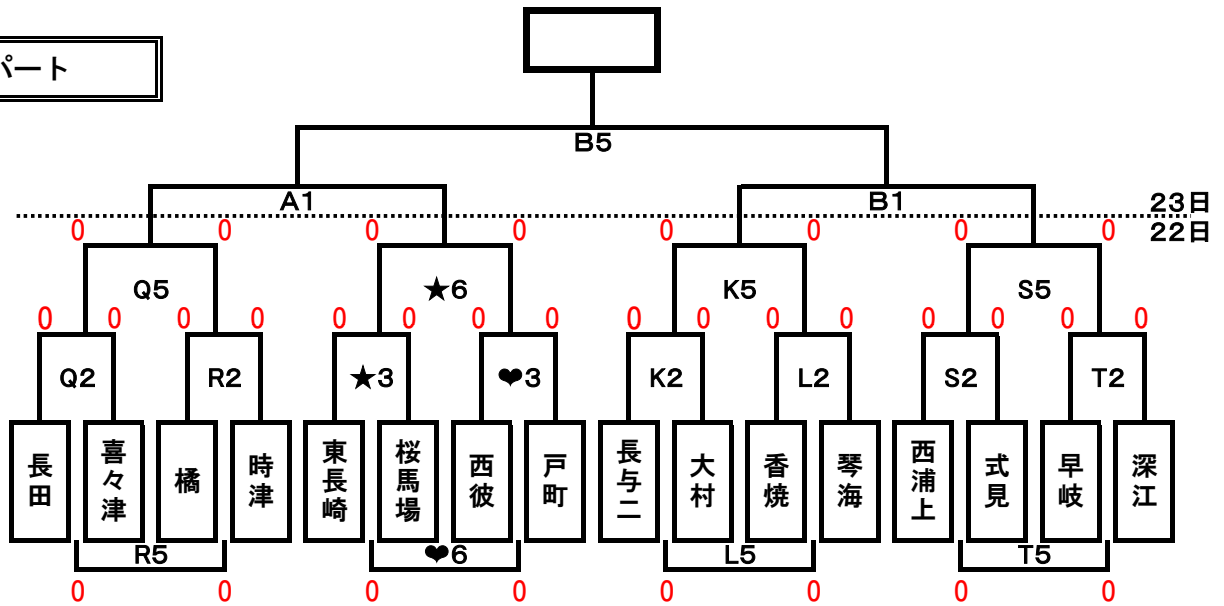 パート
B5
A1 B1
23日
0 0 0 0 0 0 0 0 22日
Q5 ★6 K5 S5
0 0 0 0 0 0 0 0 0 0 0 0 0 0 0 0
Q2 R2 ★3 ❤3 K2 L2 S2 T2
長田 喜々津 橘 時津 東長崎 桜馬場 西彼 戸町 長与二 大村 香焼 琴海 西浦上 式見 早岐 深江
R5 ❤6 L5 T5
0 0 0 0 0 0 0 0